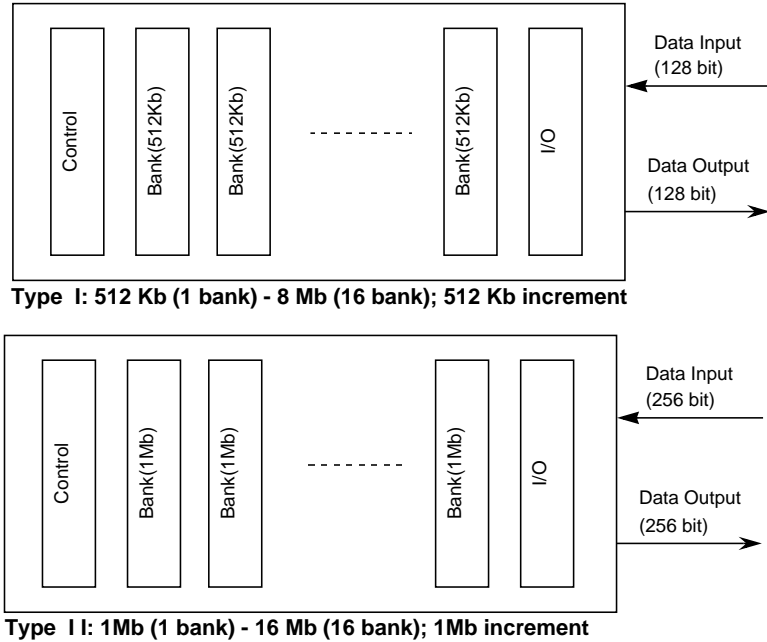 Control
Bank(512Kb)
Bank(512Kb)
Bank(512Kb)
I/O
Data Input
(128 bit)
Data Output
(128 bit)
Type I: 512 Kb (1 bank) - 8 Mb (16 bank); 512 Kb increment
Control
Bank(1Mb)
Bank(1Mb)
Bank(1Mb)
I/O
Data Input
(256 bit)
Data Output
(256 bit)
Type I I: 1Mb (1 bank) - 16 Mb (16 bank); 1Mb increment